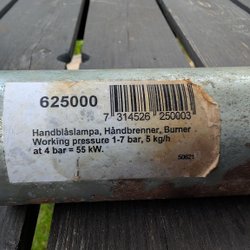 625000
7 314526 250003
Handblåslampa, Håndbrenner, Burner
Working pressure 1-7 bar, 5 kg/h
at 4 bar = 55 kW.
50621